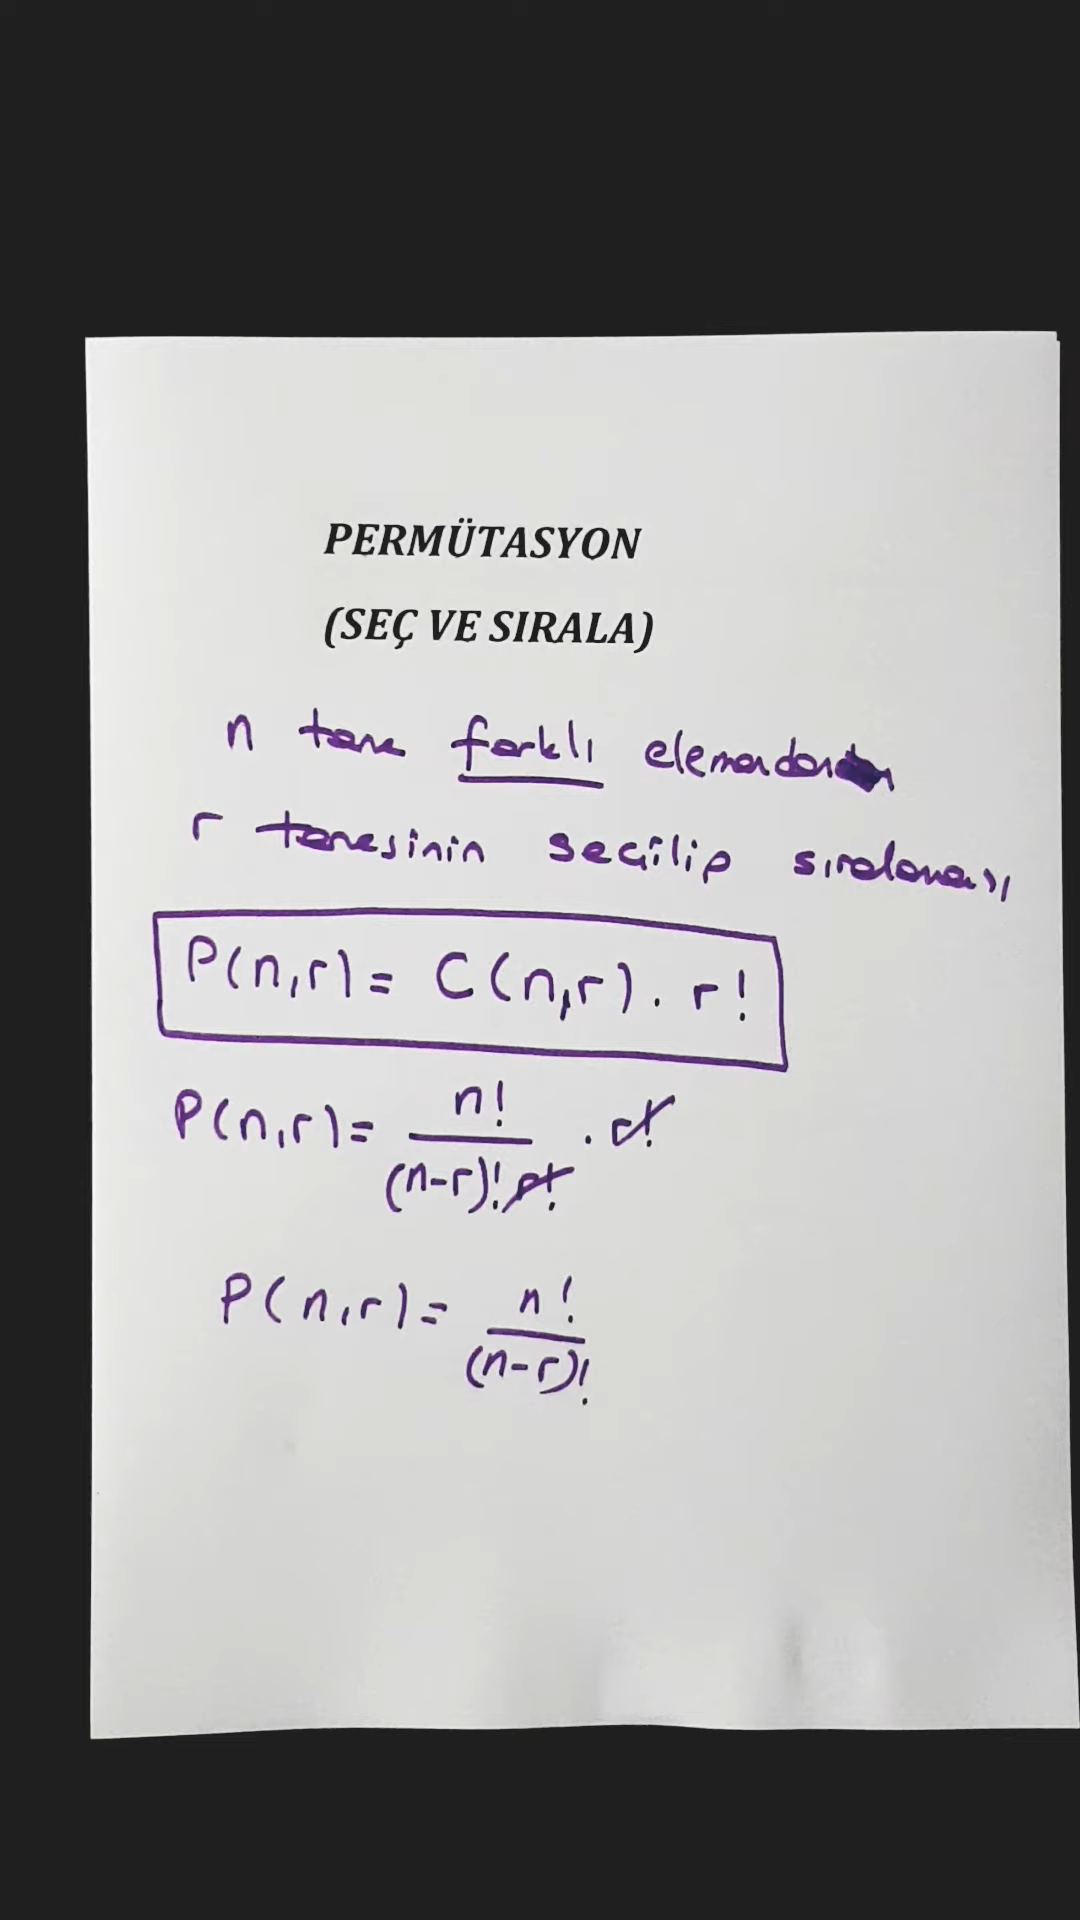 PERMÜTASYON
(SEÇ VE SIRALA)
n tane farklı elemandan
r tanesinin seçilip sıralanması
P(n,r) = C(n,r) . r!
P(n,r) = n! / (n-r)! r! . r!
P(n,r) = n! / (n-r)!